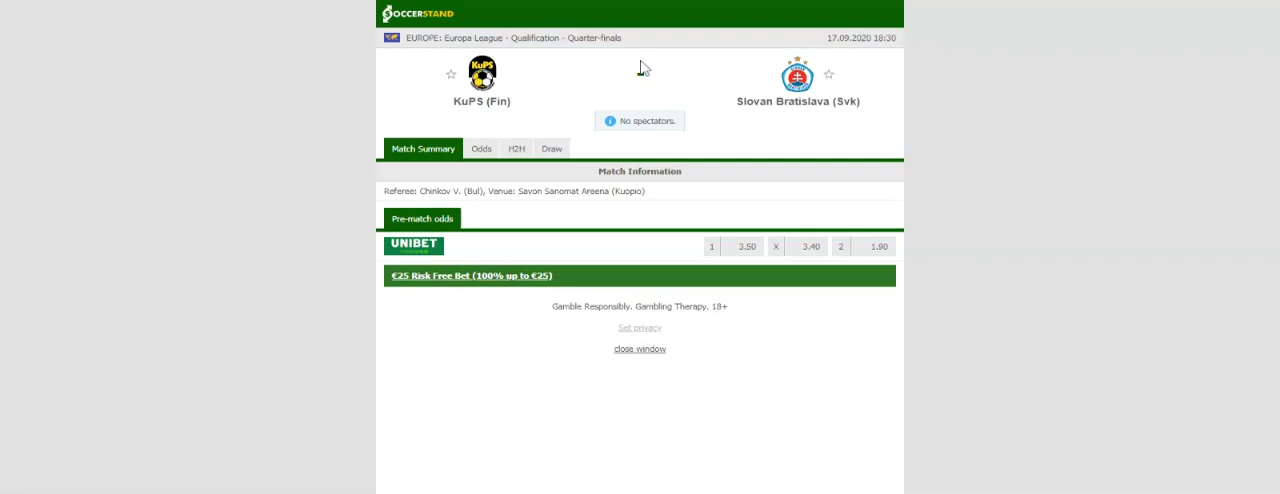 SOCCERSTAND
EUROPE: Europa League - Qualification - Quarter-finals 17.09.2020 18:30
KuPS
KuPS (Fin) Slovan Bratislava (Svk)
No spectators.
Match Summary Odds H2H Draw
Match Information
Referee: Chinkov V. (Bul), Venue: Savon Sanomat Areena (Kuopio)
Pre-match odds
UNIBET 1 3.50 X 3.40 2 1.90
€25 Risk Free Bet (100% up to €25)
Gamble Responsibly. Gambling Therapy. 18+
Set privacy
close window